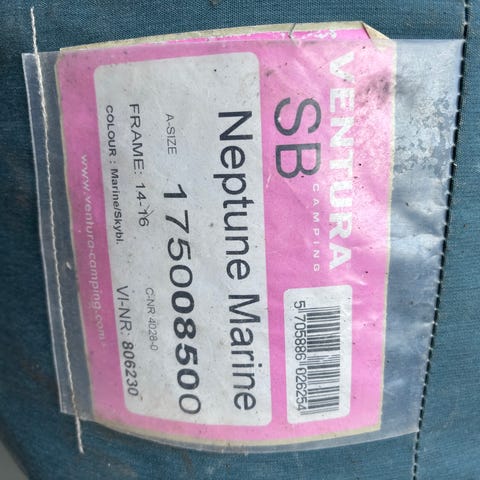 VENTURA
CAMPING
SB
5 705886 026254
Neptune Marine
A-SIZE 175008500
C-NR 4028-0
FRAME: 14-16
COLOUR : Marine/Skybl.
VI-NR: 806230
www.ventura-camping.com